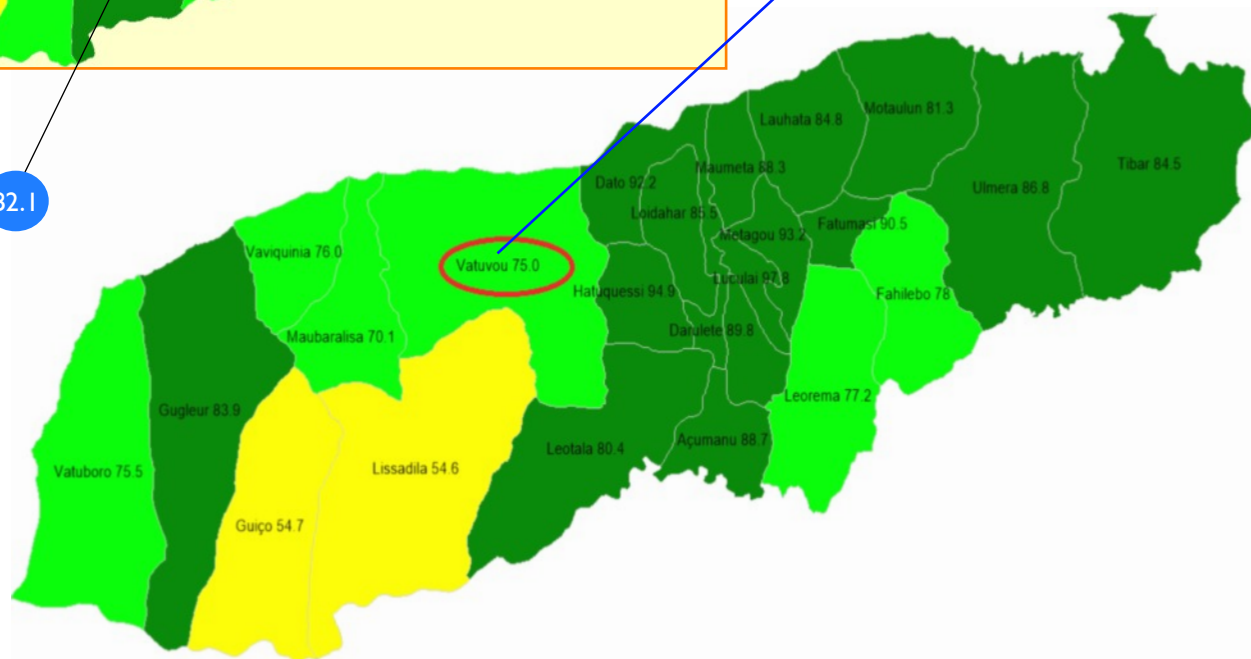 82.1
Lauhata 84.8
Motaulun 81.3
Maumeta 88.3
Tibar 84.5
Dato 92.2
Ulmera 86.8
Loidahar 85.5
Fatumasi 90.5
Metagou 93.2
Vaviquinia 76.0
Vatuvou 75.0
Luculai 97.8
Hatuquessi 94.9
Fahilebo 78
Darulete 89.8
Maubaralisa 70.1
Leorema 77.2
Gugleur 83.9
Açumanu 88.7
Leotala 80.4
Lissadila 54.6
Vatuboro 75.5
Guiço 54.7